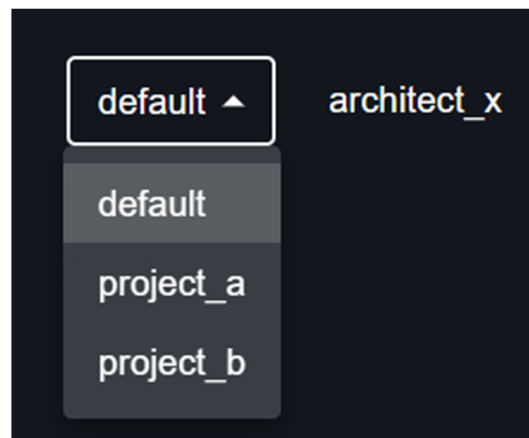 default architect_x
default
project_a
project_b